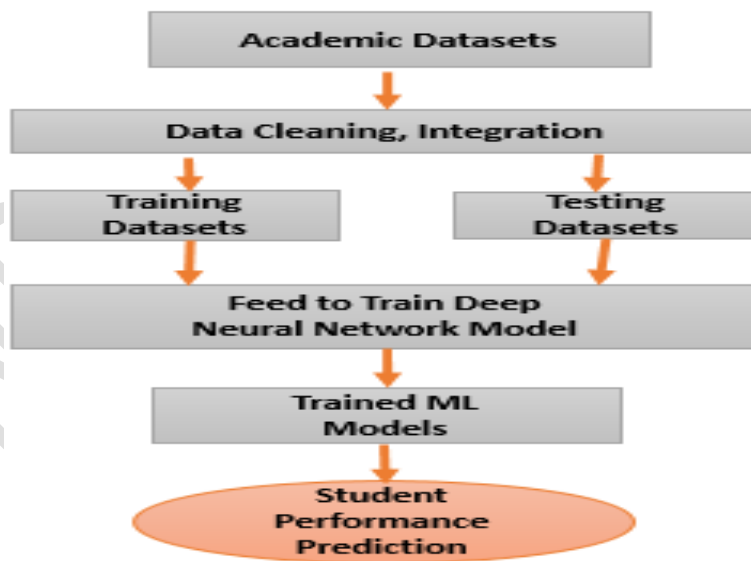 Academic Datasets
Data Cleaning, Integration
Training
Datasets
Testing
Datasets
Feed to Train Deep
Neural Network Model
Trained ML
Models
Student
Performance
Prediction